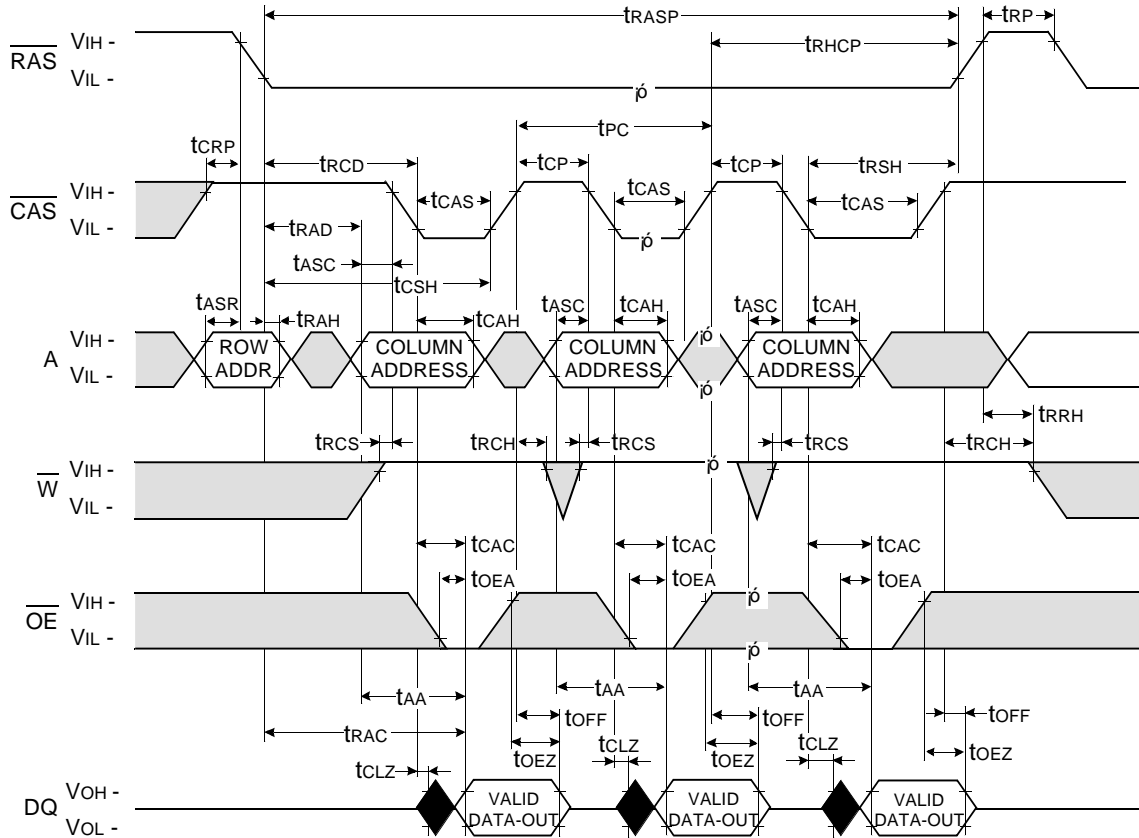 tRASP tRP
tRHCP
RAS VIH -
VIL -
¡ó
tPC
tCRP tRCD tCP tCP tRSH
CAS VIH -
VIL -
tCAS tCAS tCAS
¡ó
tRAD
tASC tCSH
tASR tRAH tCAH tASC tCAH tASC tCAH
A VIH -
VIL -
ROW ADDR
COLUMN ADDRESS
COLUMN ADDRESS
COLUMN ADDRESS
¡ó
¡ó
tRRH
tRCS tRCH tRCS tRCS tRCH
W VIH -
VIL -
¡ó
tCAC tCAC tCAC
tOEA tOEA tOEA
OE VIH -
VIL -
¡ó
¡ó
tAA tAA tAA
tOFF tOFF tOFF
tRAC
tOEZ tOEZ tOEZ
tCLZ tCLZ tCLZ
DQ VOH -
VOL -
VALID DATA-OUT
VALID DATA-OUT
VALID DATA-OUT